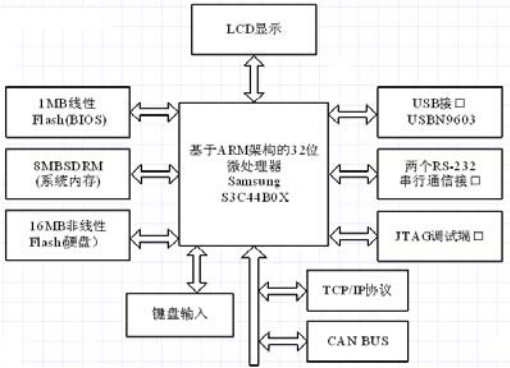 LCD显示
1MB线性
Flash(BIOS)
8MBSDRM
(系统内存)
16MB非线性
Flash(硬盘）
基于ARM架构的32位
微处理器
Samsung
S3C44B0X
USB接口
USBN9603
两个RS-232
串行通信接口
JTAG调试端口
键盘输入
TCP/IP协议
CAN BUS